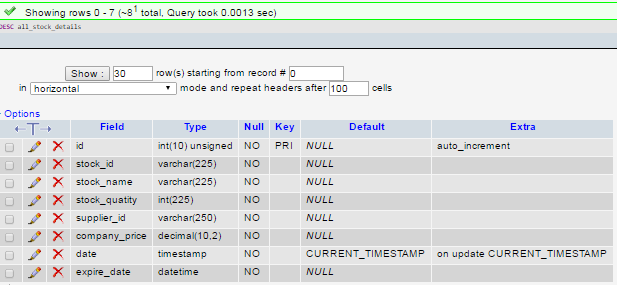 Showing rows 0 - 7 (~8¹ total, Query took 0.0013 sec)
DESC all_stock_details
Show : 30 row(s) starting from record # 0
in horizontal mode and repeat headers after 100 cells
Options
Field Type Null Key Default Extra
id int(10) unsigned NO PRI NULL auto_increment
stock_id varchar(225) NO NULL
stock_name varchar(225) NO NULL
stock_quatity int(225) NO NULL
supplier_id varchar(250) NO NULL
company_price decimal(10,2) NO NULL
date timestamp NO CURRENT_TIMESTAMP on update CURRENT_TIMESTAMP
expire_date datetime NO NULL